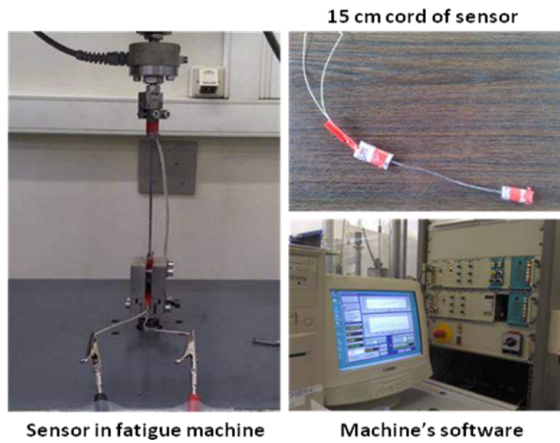 15 cm cord of sensor
Sensor in fatigue machine
Machine's software